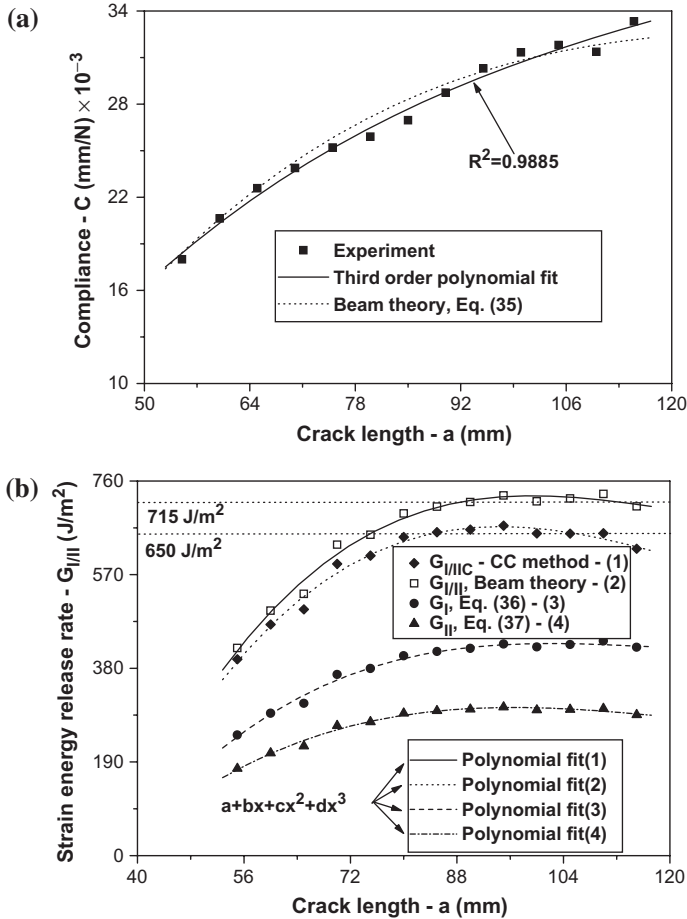 (a)
34
28
22
16
10
Compliance - C (mm/N) × 10⁻³
R²=0.9885
Experiment
Third order polynomial fit
Beam theory, Eq. (35)
50 64 78 92 106 120
Crack length - a (mm)
(b)
760
570
380
190
0
Strain energy release rate - G_I/II (J/m²)
715 J/m²
650 J/m²
G_I/IIC - CC method - (1)
G_I/II, Beam theory - (2)
G_I, Eq. (36) - (3)
G_II, Eq. (37) - (4)
a+bx+cx²+dx³
Polynomial fit(1)
Polynomial fit(2)
Polynomial fit(3)
Polynomial fit(4)
40 56 72 88 104 120
Crack length - a (mm)